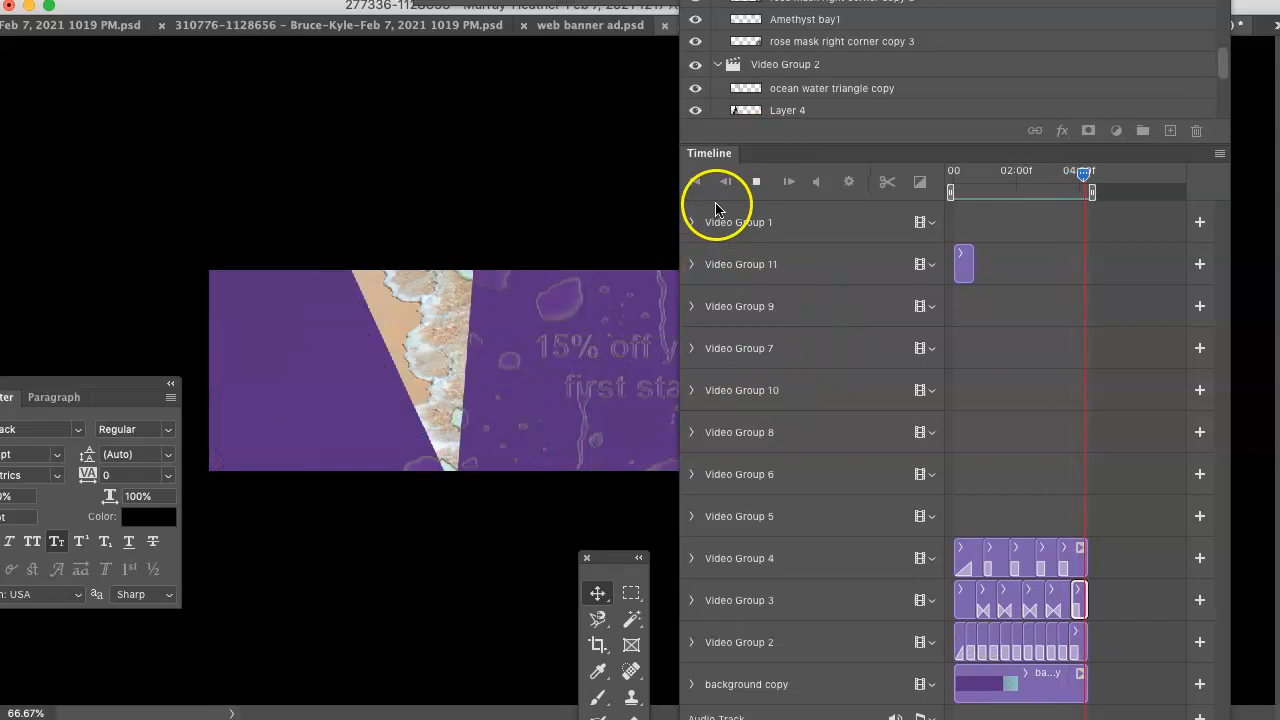 Feb 7, 2021 1019 PM.psd
310776-1128656 - Bruce-Kyle-Feb 7, 2021 1019 PM.psd
web banner ad.psd
Amethyst bay1
rose mask right corner copy 3
Video Group 2
ocean water triangle copy
Layer 4
Timeline
00
02:00f
Video Group 1
Video Group 11
Video Group 9
Video Group 7
Video Group 10
Video Group 8
Video Group 6
Video Group 5
Video Group 4
Video Group 3
Video Group 2
background copy
ba...y
15% off
first
Paragraph
Regular
(Auto)
0
100%
Color:
: USA
Sharp
66.67%